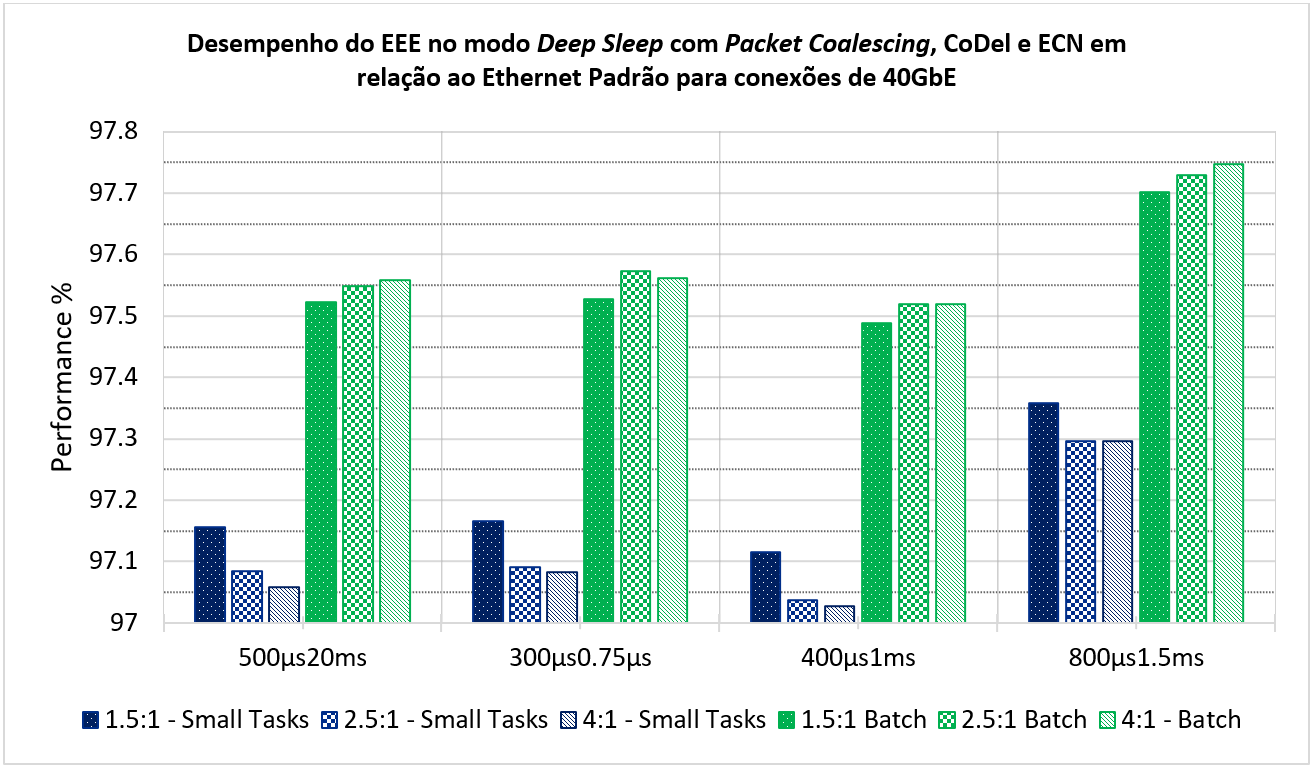 Desempenho do EEE no modo Deep Sleep com Packet Coalescing, CoDel e ECN em
relação ao Ethernet Padrão para conexões de 40GbE
Performance %
97.8
97.7
97.6
97.5
97.4
97.3
97.2
97.1
97
500µs20ms 300µs0.75µs 400µs1ms 800µs1.5ms
1.5:1 - Small Tasks 2.5:1 - Small Tasks 4:1 - Small Tasks 1.5:1 Batch 2.5:1 Batch 4:1 - Batch